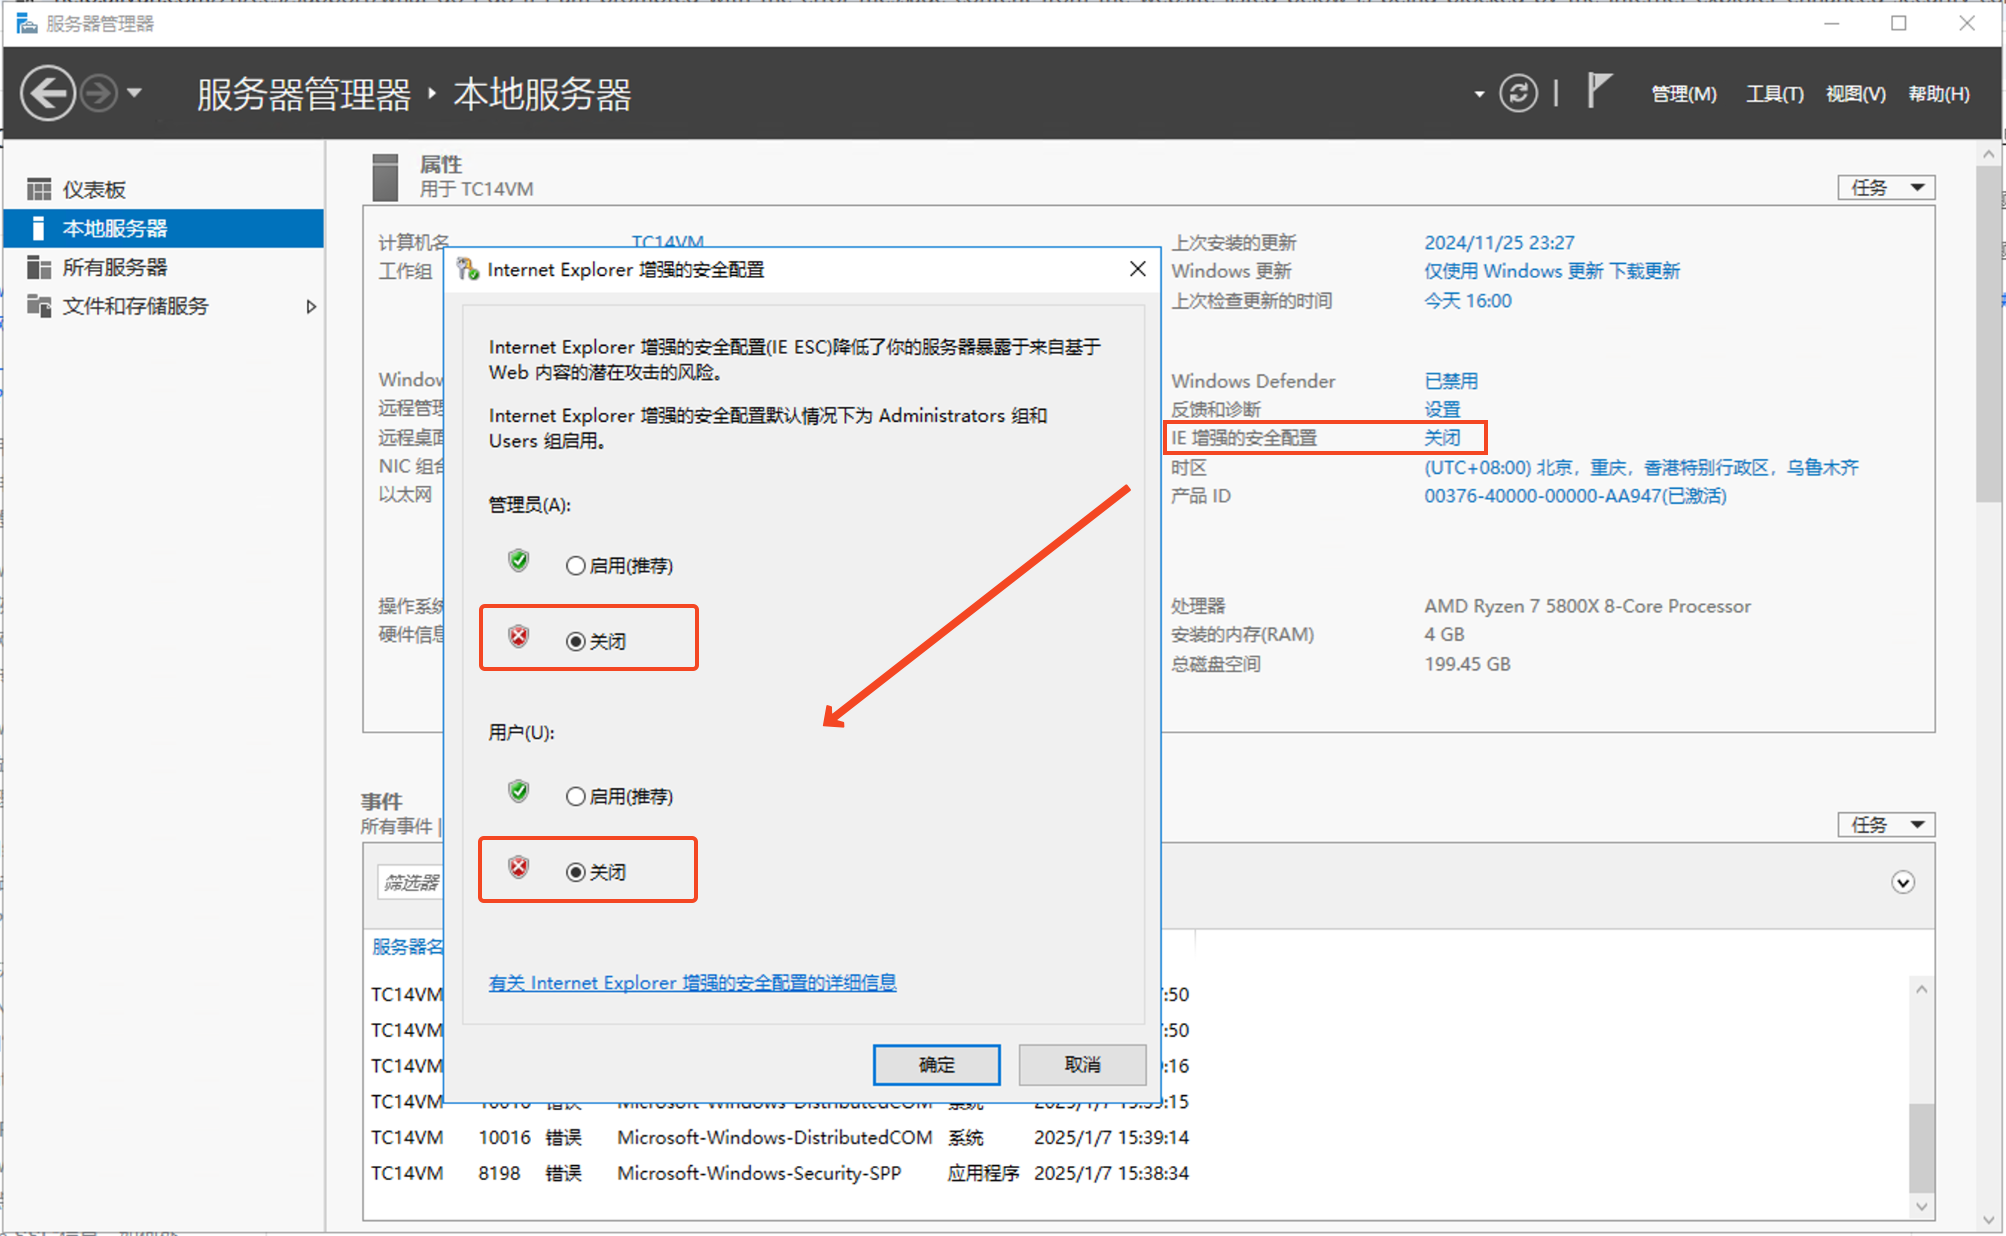 服务器管理器
服务器管理器 · 本地服务器
管理(M) 工具(T) 视图(V) 帮助(H)
仪表板
本地服务器
所有服务器
文件和存储服务
属性
用于 TC14VM
任务
计算机名 TC14VM
工作组
Window
远程管理
远程桌面
NIC 组合
以太网
操作系统
硬件信息
上次安装的更新 2024/11/25 23:27
Windows 更新 仅使用 Windows 更新 下载更新
上次检查更新的时间 今天 16:00
Windows Defender 已禁用
反馈和诊断 设置
IE 增强的安全配置 关闭
时区 (UTC+08:00) 北京，重庆，香港特别行政区，乌鲁木齐
产品 ID 00376-40000-00000-AA947(已激活)
处理器 AMD Ryzen 7 5800X 8-Core Processor
安装的内存(RAM) 4 GB
总磁盘空间 199.45 GB
Internet Explorer 增强的安全配置
Internet Explorer 增强的安全配置(IE ESC)降低了你的服务器暴露于来自基于
Web 内容的潜在攻击的风险。
Internet Explorer 增强的安全配置默认情况下为 Administrators 组和
Users 组启用。
管理员(A):
启用(推荐)
关闭
用户(U):
启用(推荐)
关闭
有关 Internet Explorer 增强的安全配置的详细信息
确定 取消
事件
所有事件 |
任务
筛选器
服务器名
TC14VM :50
TC14VM :50
TC14VM :16
TC14VM 10016 错误 Microsoft-Windows-DistributedCOM 系统 2025/1/7 15:39:15
TC14VM 10016 错误 Microsoft-Windows-DistributedCOM 系统 2025/1/7 15:39:14
TC14VM 8198 错误 Microsoft-Windows-Security-SPP 应用程序 2025/1/7 15:38:34